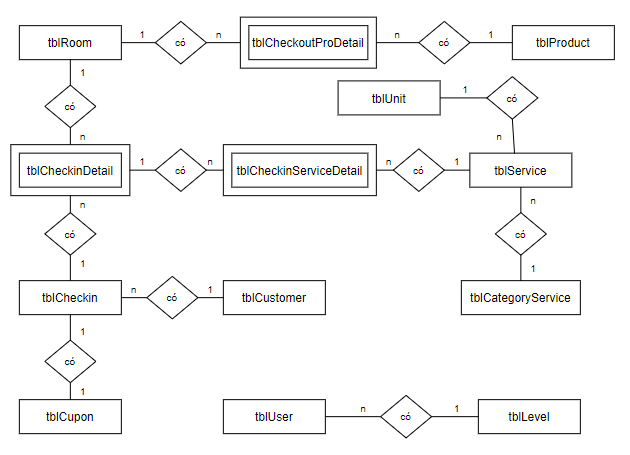 tblRoom 1 có n tblCheckoutProDetail n có 1 tblProduct
tblUnit 1 có
1
có
n
n
tblCheckinDetail 1 có n tblCheckinServiceDetail n có 1 tblService
n
có
1
n
có
1
tblCheckin n có 1 tblCustomer
tblCategoryService
1
có
1
tblCupon
tblUser n có 1 tblLevel